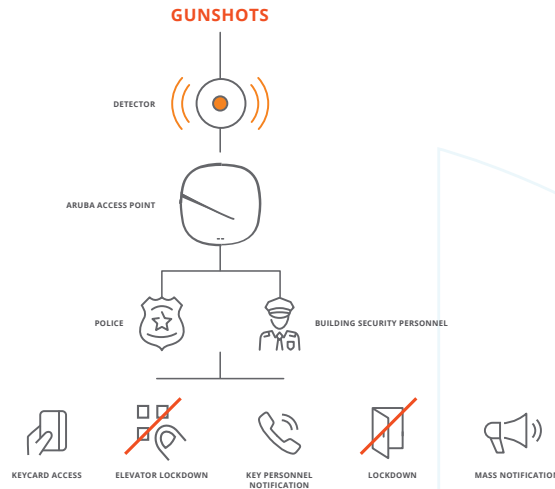 GUNSHOTS
DETECTOR
ARUBA ACCESS POINT
POLICE
BUILDING SECURITY PERSONNEL
KEYCARD ACCESS
ELEVATOR LOCKDOWN
KEY PERSONNEL
NOTIFICATION
LOCKDOWN
MASS NOTIFICATION